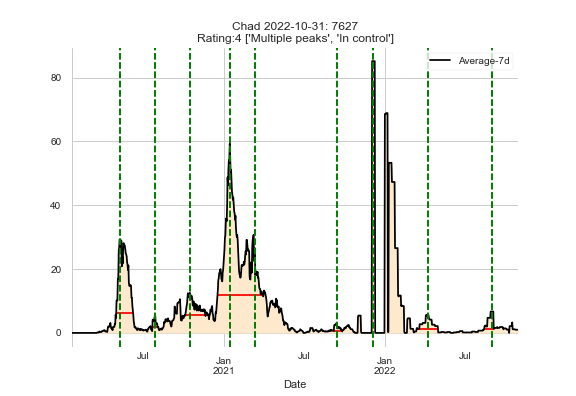 Chad 2022-10-31: 7627
Rating:4 ['Multiple peaks', 'In control']
Average-7d
80
60
40
20
0
Jul
Jan
2021
Jul
Jan
2022
Jul
Date